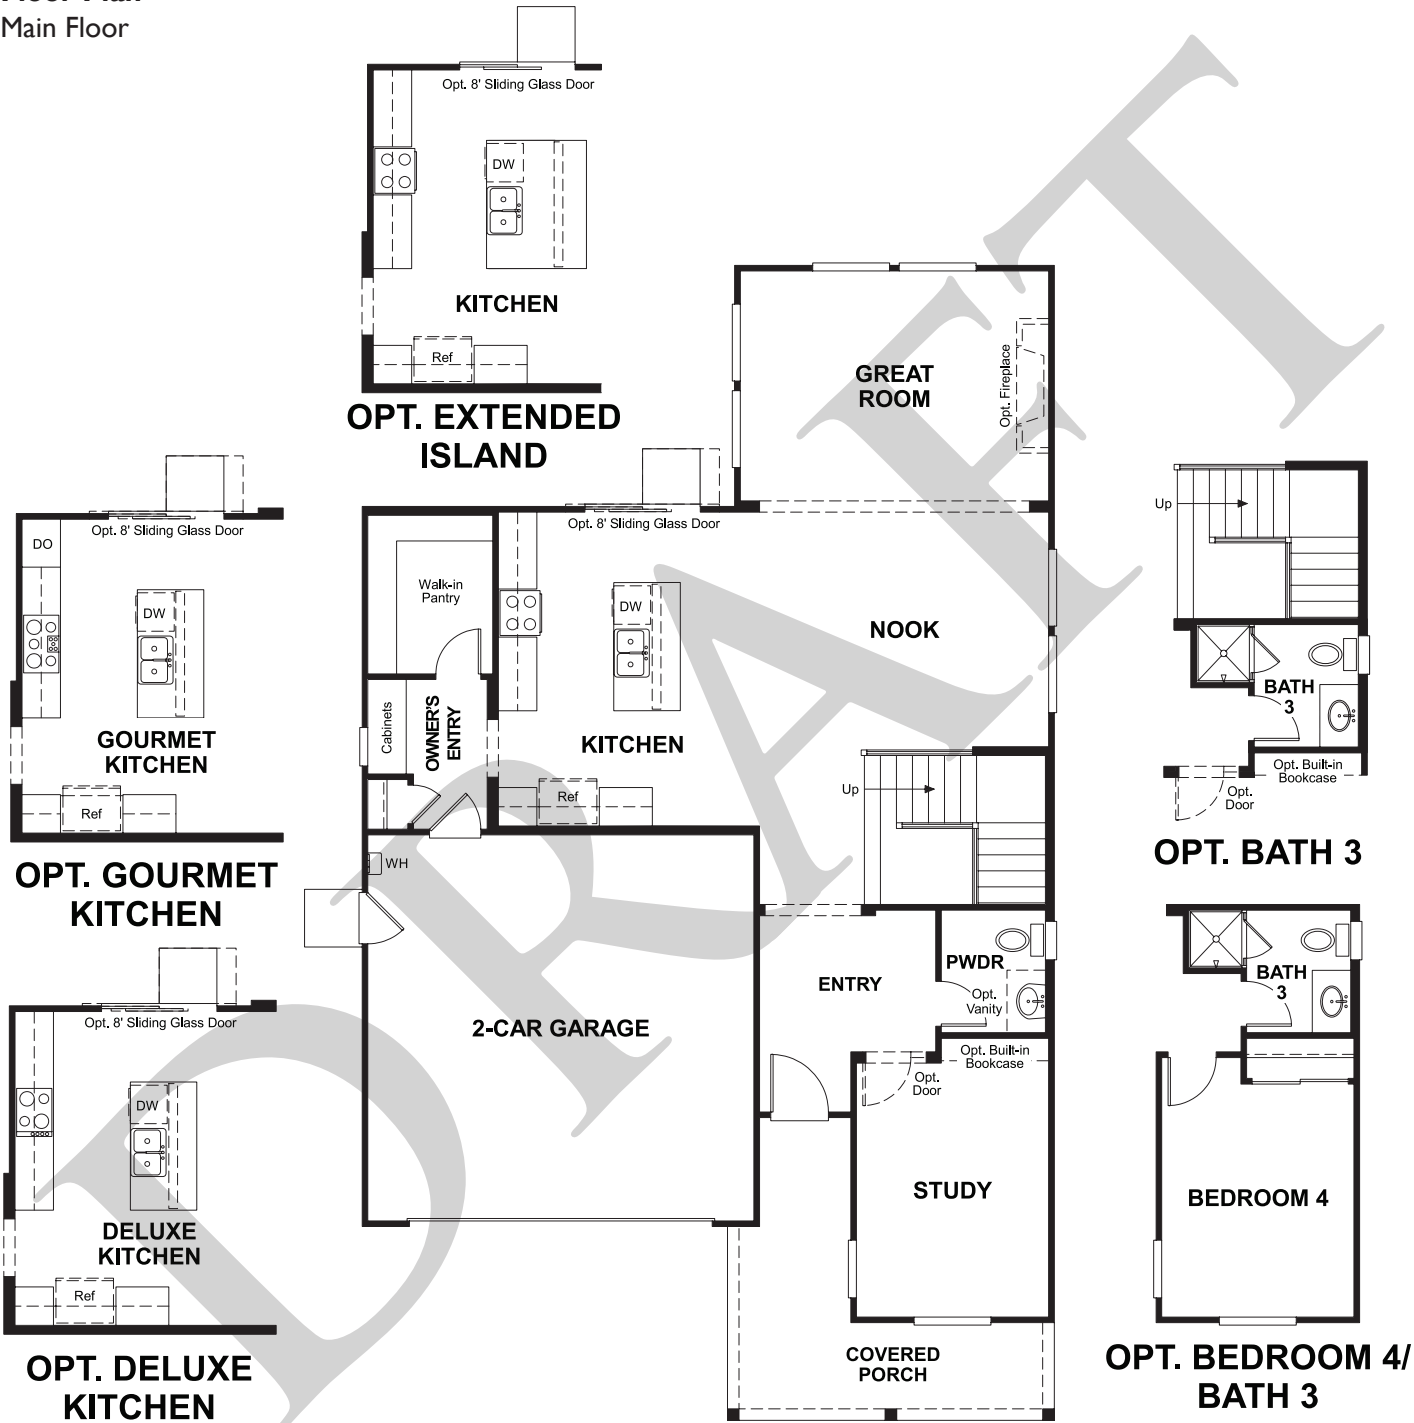 Main Floor
Opt. 8' Sliding Glass Door
DW
KITCHEN
Ref
OPT. EXTENDED
ISLAND
GREAT
ROOM
Opt. Fireplace
Opt. 8' Sliding Glass Door
DO
DW
GOURMET
KITCHEN
Ref
OPT. GOURMET
KITCHEN
Opt. 8' Sliding Glass Door
Walk-in
Pantry
DW
NOOK
Cabinets
OWNER'S
ENTRY
KITCHEN
Ref
Up
WH
2-CAR GARAGE
ENTRY
PWDR
Opt.
Vanity
Opt. Built-in
Bookcase
Opt.
Door
STUDY
COVERED
PORCH
Up
BATH
3
Opt. Built-in
Bookcase
Opt.
Door
OPT. BATH 3
BATH
3
BEDROOM 4
OPT. BEDROOM 4/
BATH 3
Opt. 8' Sliding Glass Door
DW
DELUXE
KITCHEN
Ref
OPT. DELUXE
KITCHEN
DRAFT